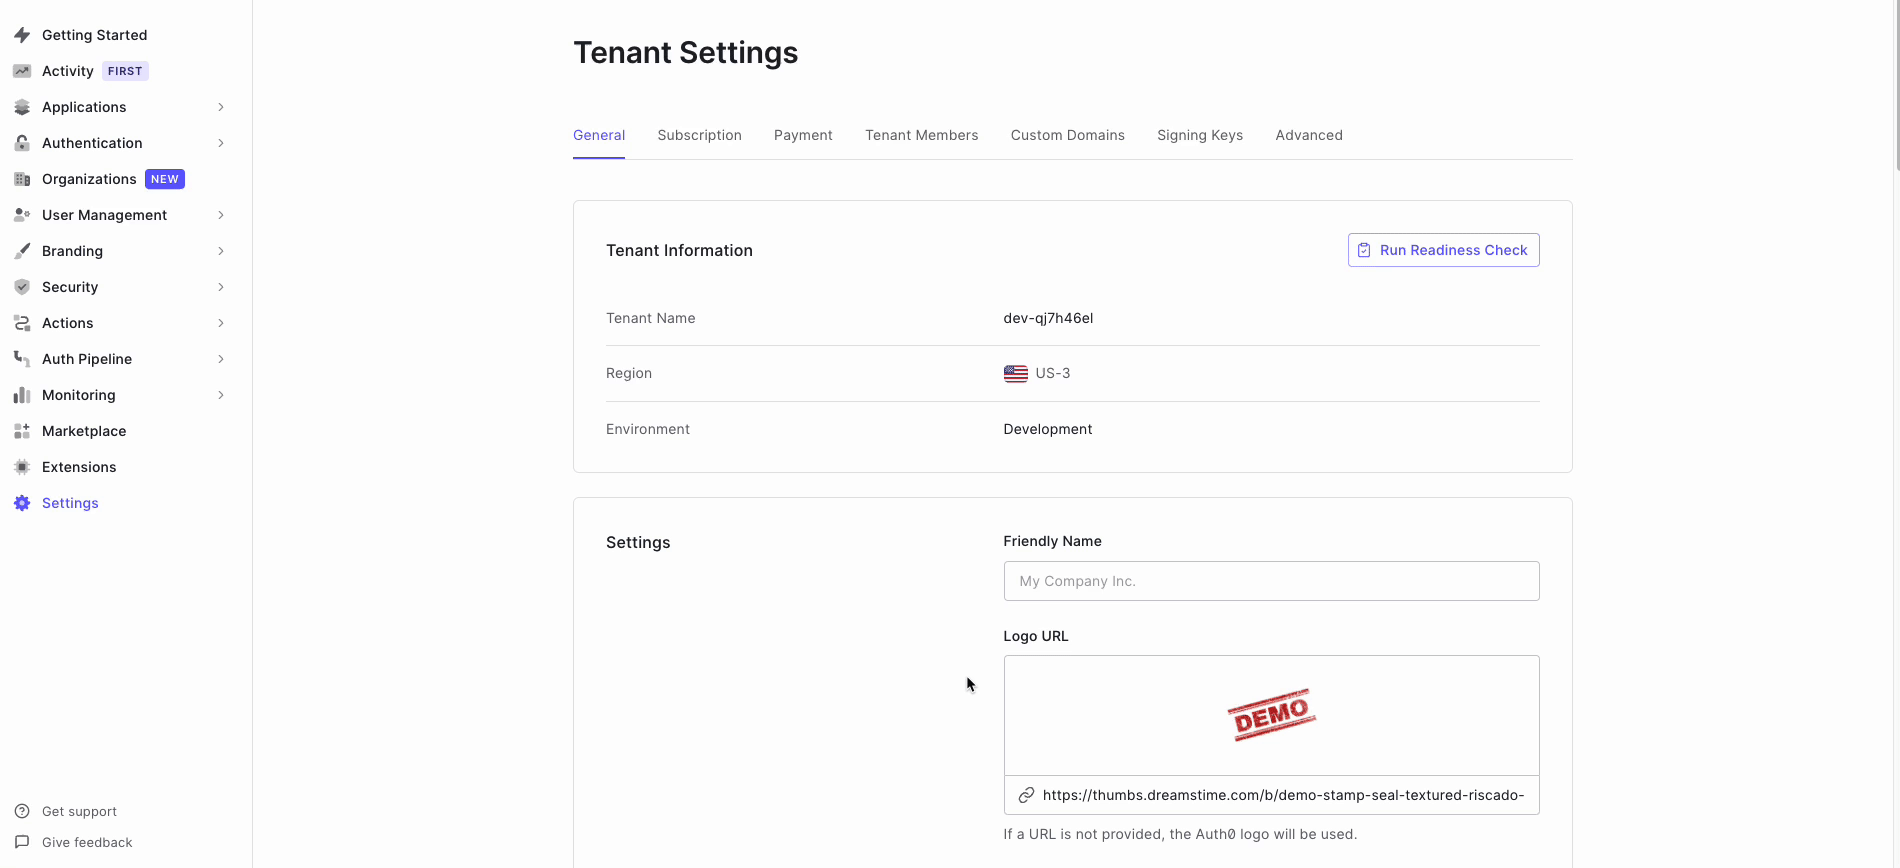 Getting Started
Activity FIRST
Applications
Authentication
Organizations NEW
User Management
Branding
Security
Actions
Auth Pipeline
Monitoring
Marketplace
Extensions
Settings
Get support
Give feedback
Tenant Settings
General Subscription Payment Tenant Members Custom Domains Signing Keys Advanced
Tenant Information
Run Readiness Check
Tenant Name dev-qj7h46el
Region US-3
Environment Development
Settings
Friendly Name
My Company Inc.
Logo URL
DEMO
https://thumbs.dreamstime.com/b/demo-stamp-seal-textured-riscado-
If a URL is not provided, the Auth0 logo will be used.